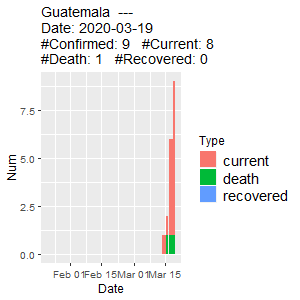 Guatemala  ---
Date: 2020-03-19
#Confirmed: 9   #Current: 8
#Death: 1   #Recovered: 0
7.5
5.0
2.5
0.0
Num
Feb 01 Feb 15 Mar 01 Mar 15
Date
Type
current
death
recovered